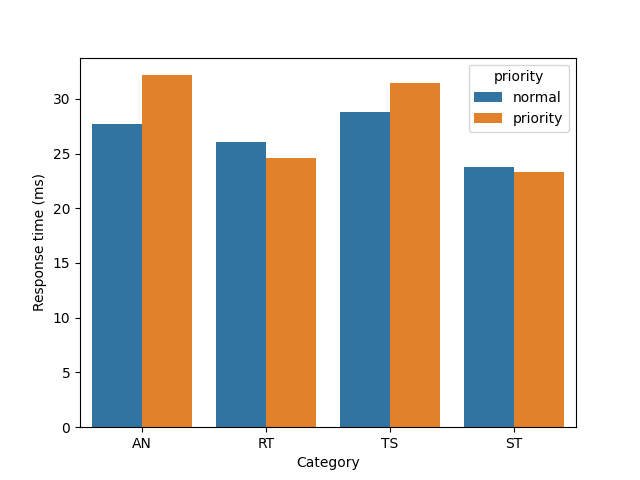 priority
normal
priority
30
25
20
15
10
5
0
Response time (ms)
AN RT TS ST
Category